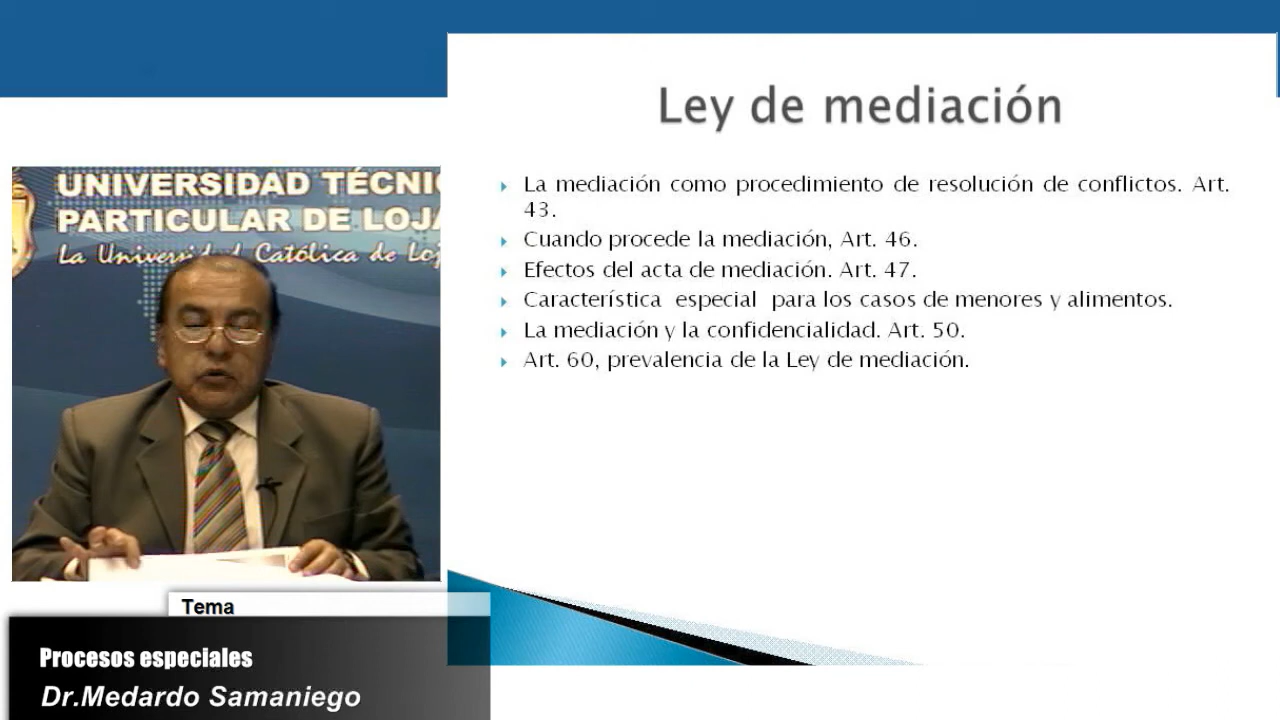 Ley de mediación
La mediación como procedimiento de resolución de conflictos. Art.
43.
Cuando procede la mediación, Art. 46.
Efectos del acta de mediación. Art. 47.
Característica especial para los casos de menores y alimentos.
La mediación y la confidencialidad. Art. 50.
Art. 60, prevalencia de la Ley de mediación.
UNIVERSIDAD TÉCNI
PARTICULAR DE LOJA
La Católica de Loj
Tema
Procesos especiales
Dr.Medardo Samaniego